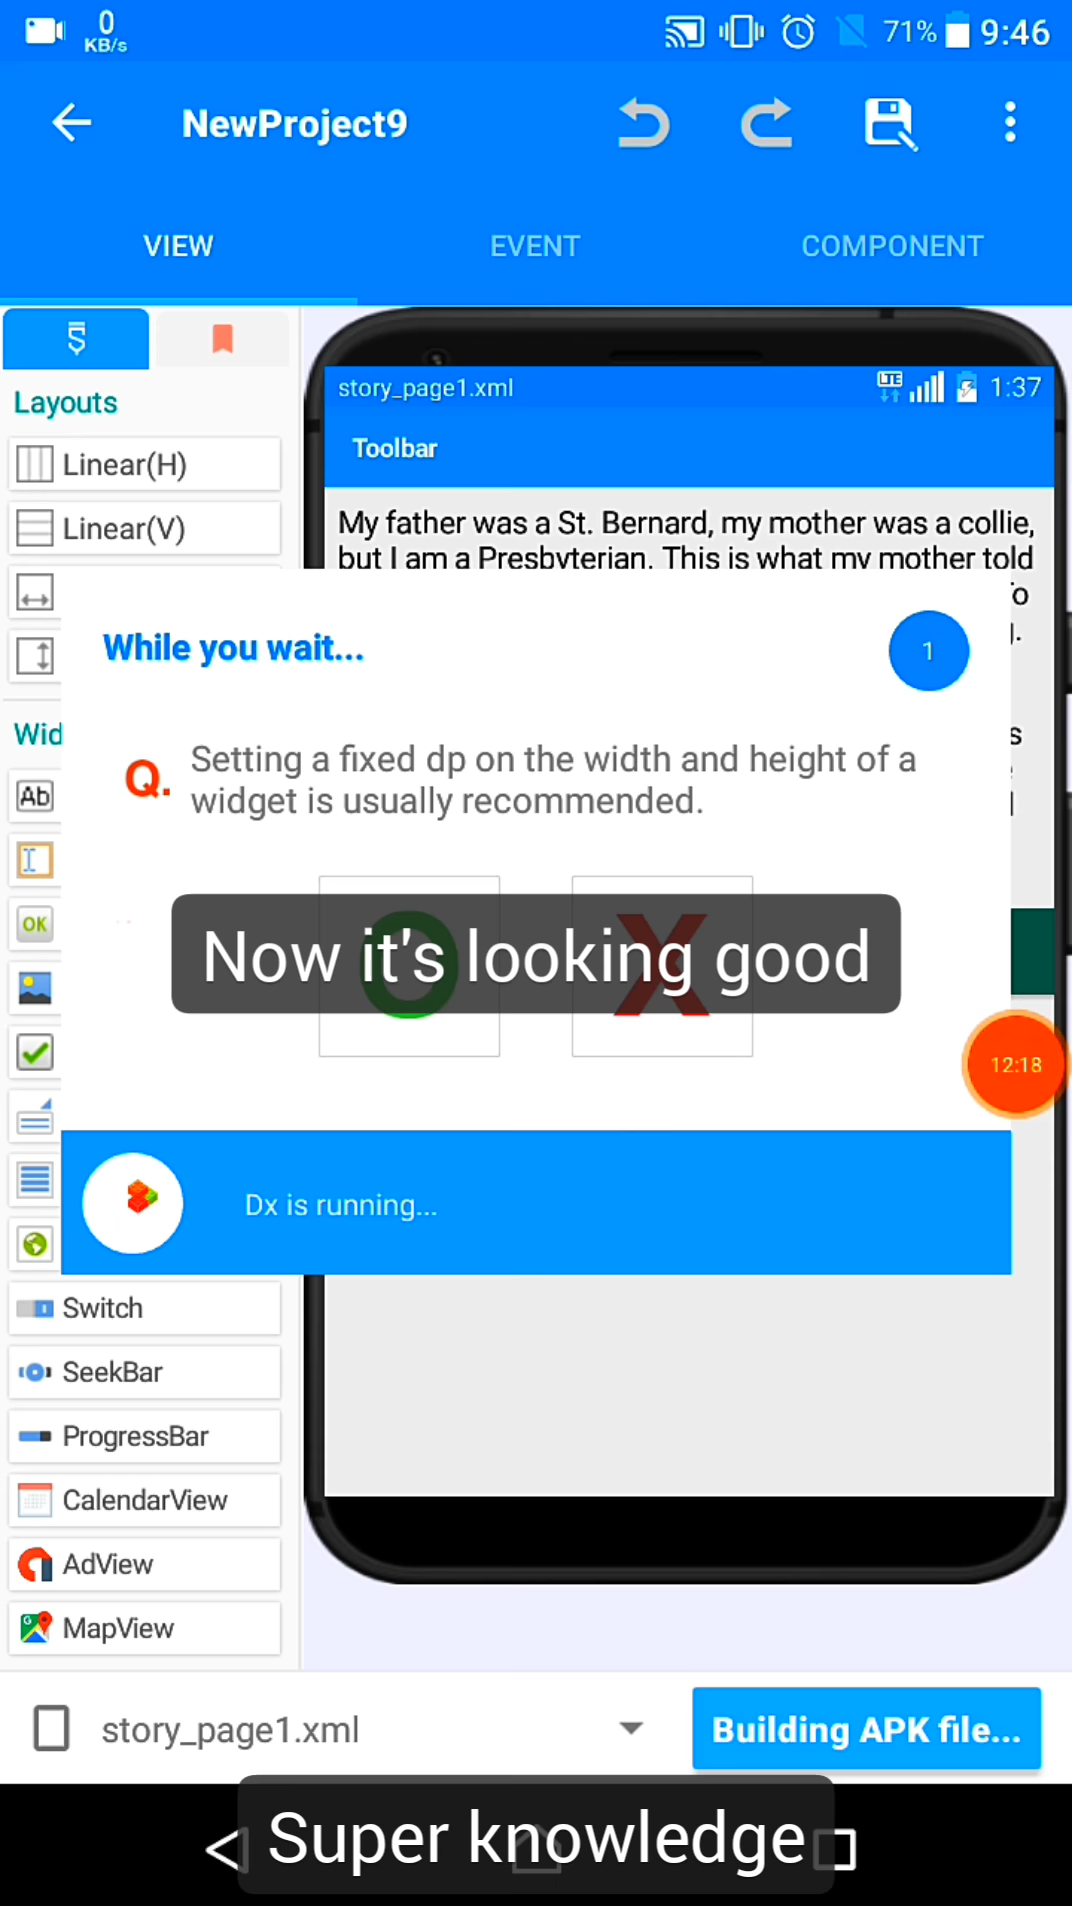 0
KB/s
71%
9:46
NewProject9
VIEW
EVENT
COMPONENT
Layouts
Linear(H)
Linear(V)
Wid
Ab
OK
Switch
SeekBar
ProgressBar
CalendarView
AdView
MapView
story_page1.xml
LTE
1:37
Toolbar
My father was a St. Bernard, my mother was a collie,
but I am a Presbyterian. This is what my mother told
While you wait...
1
Q. Setting a fixed dp on the width and height of a
widget is usually recommended.
O
X
Now it's looking good
12:18
Dx is running...
story_page1.xml
Building APK file...
Super knowledge